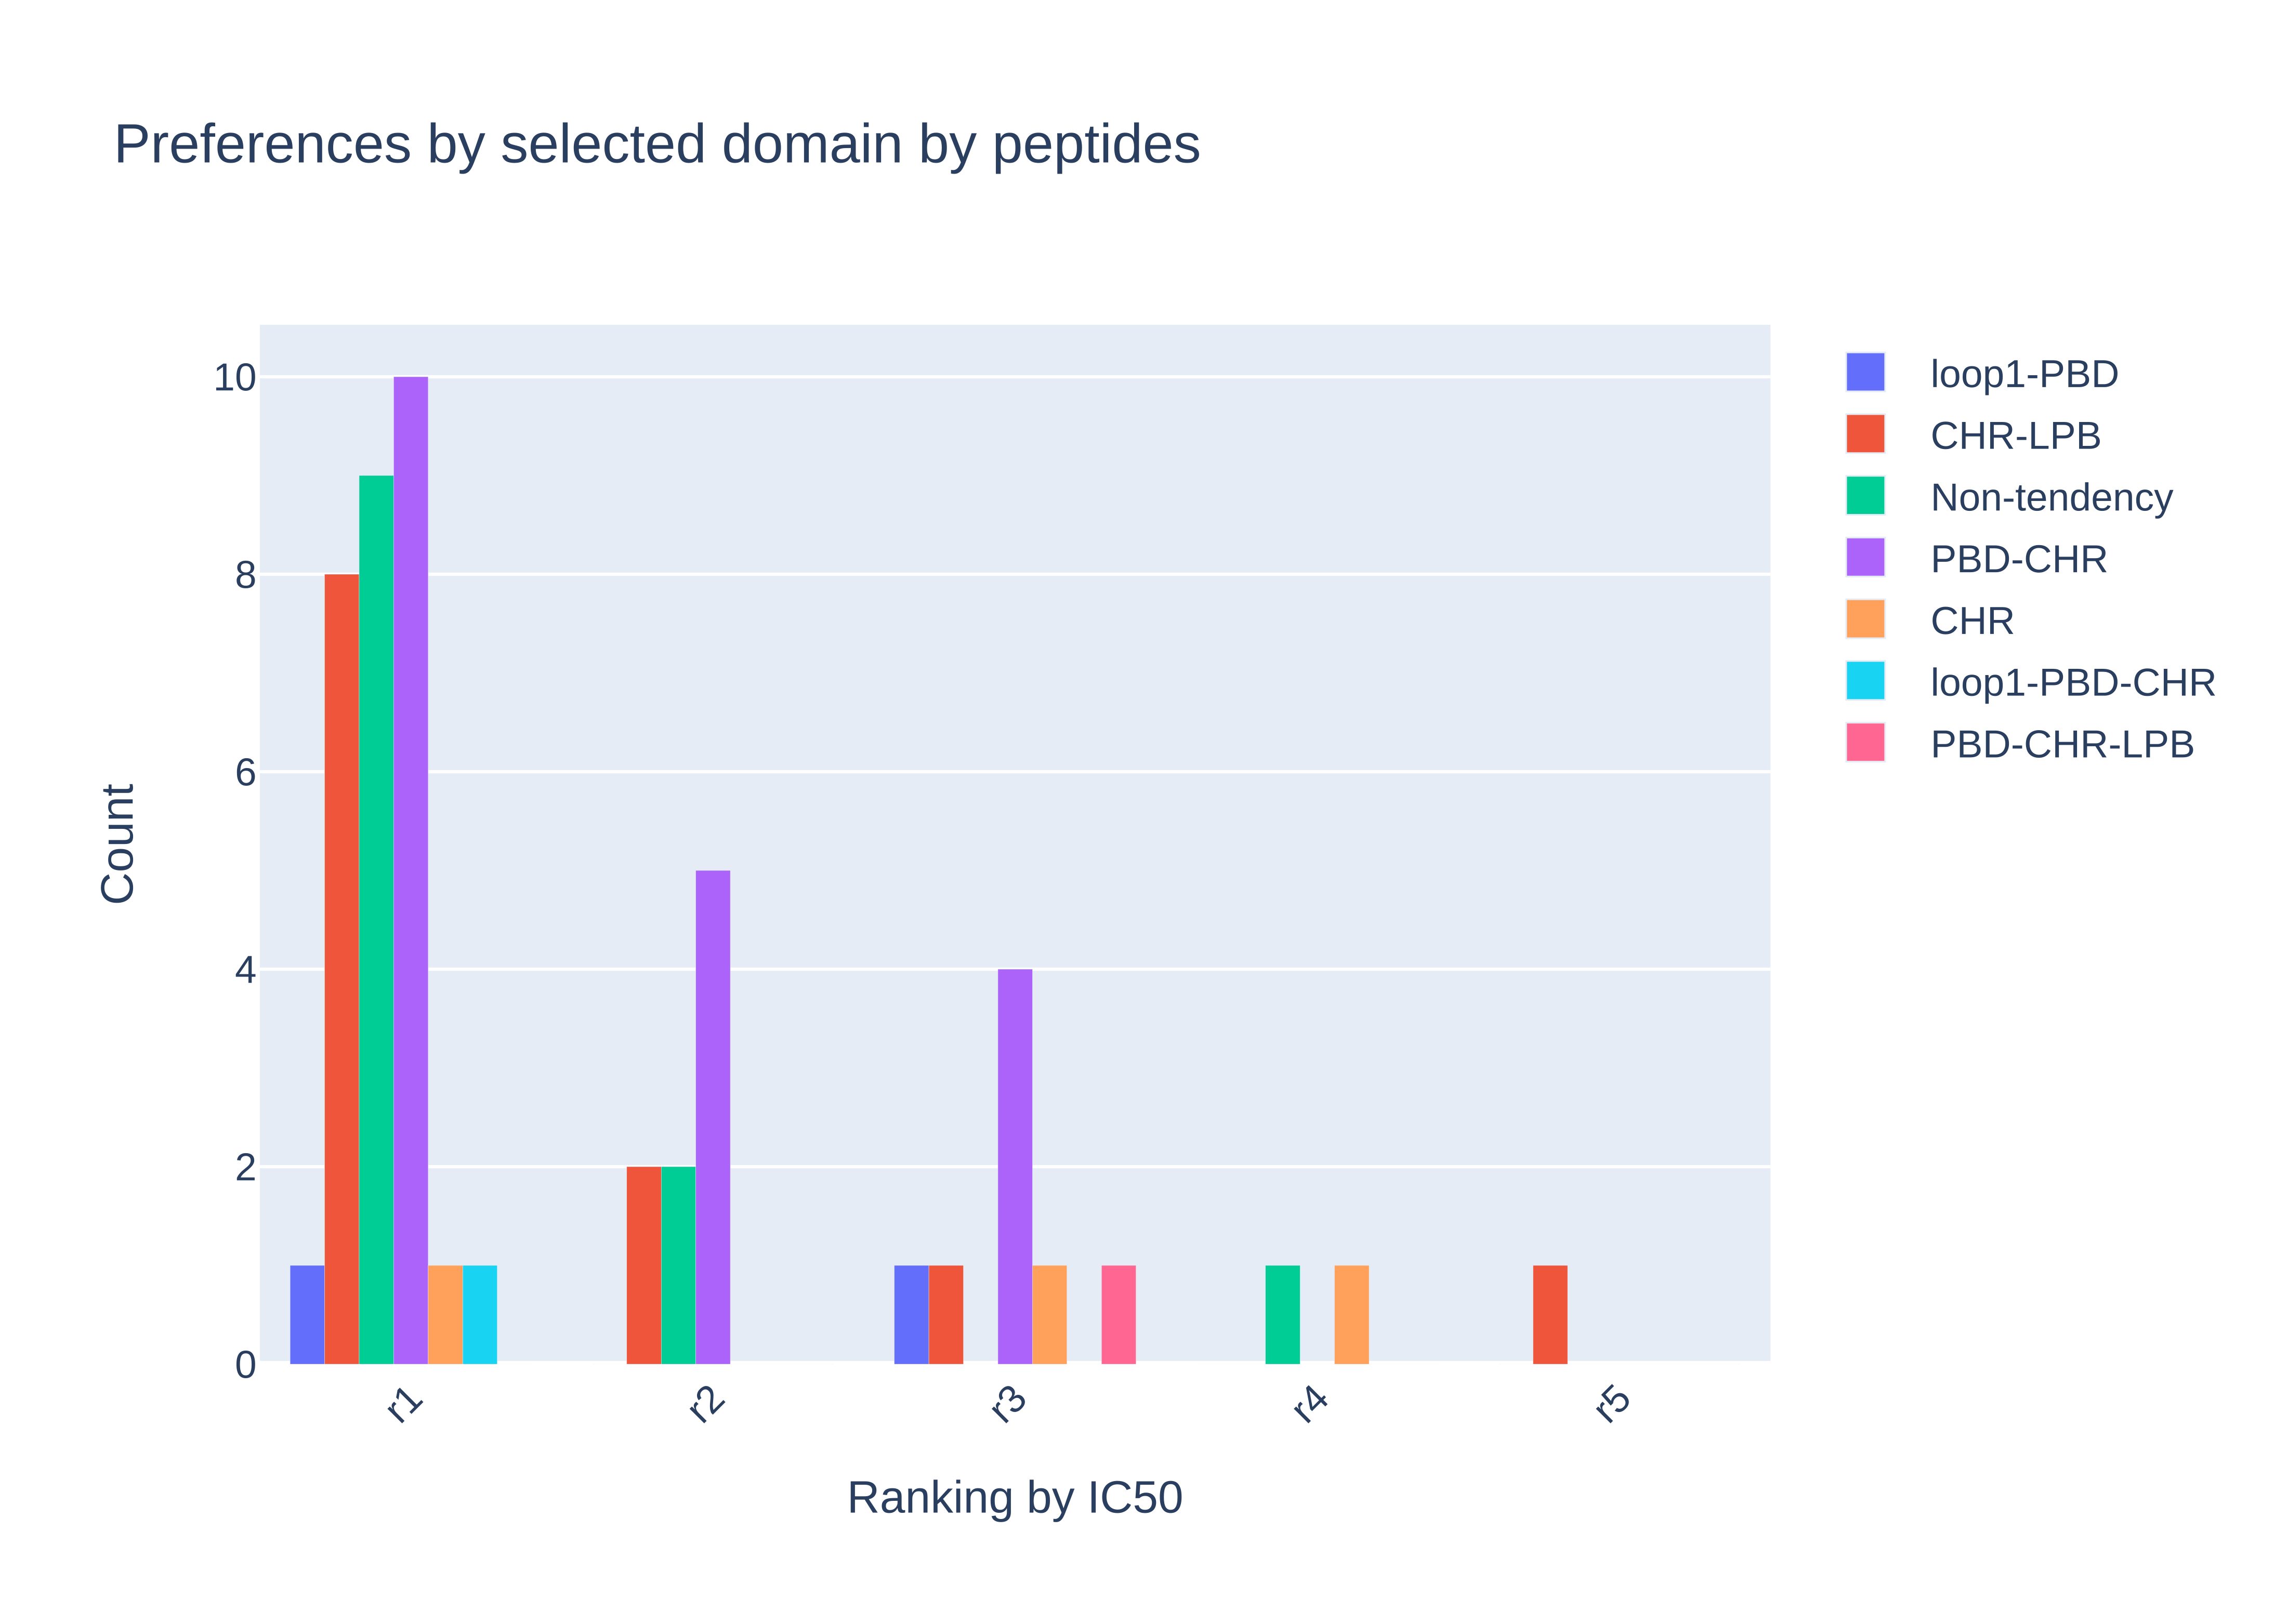 Preferences by selected domain by peptides
10
8
6
4
2
0
Count
r1
r2
r3
r4
r5
Ranking by IC50
loop1-PBD
CHR-LPB
Non-tendency
PBD-CHR
CHR
loop1-PBD-CHR
PBD-CHR-LPB